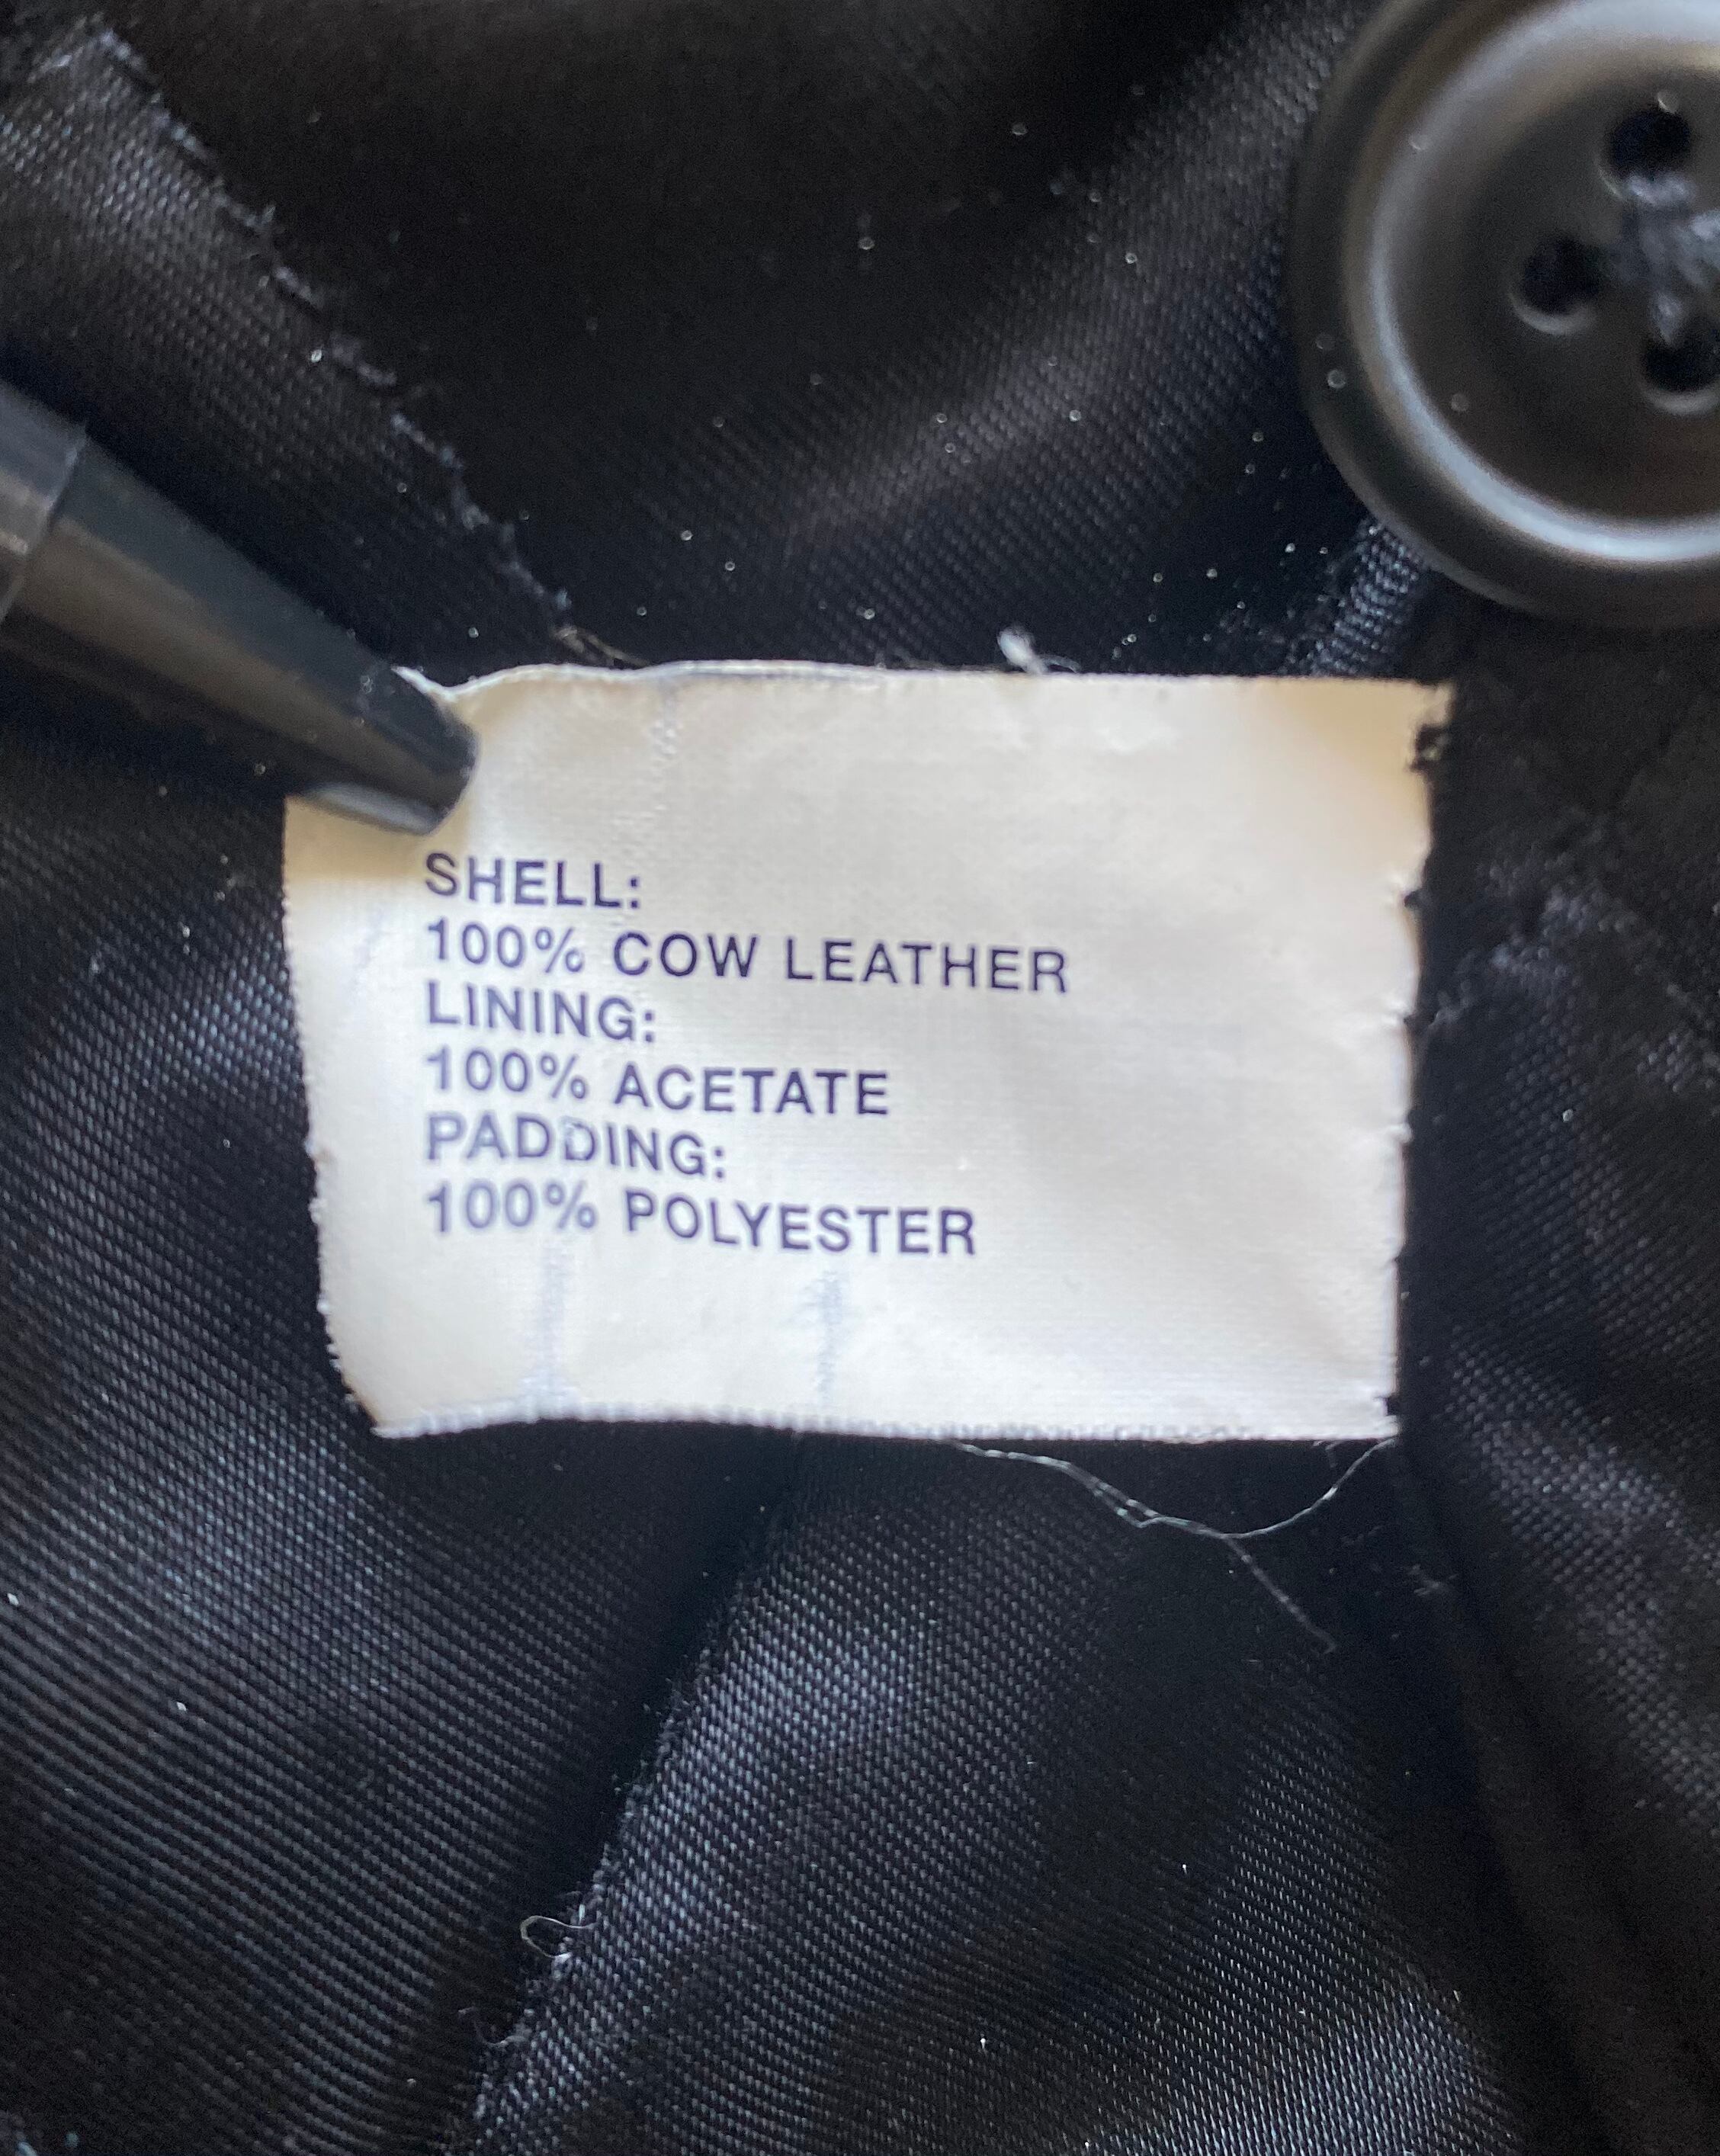 SHELL:
100% COW LEATHER
LINING:
100% ACETATE
PADDING:
100% POLYESTER